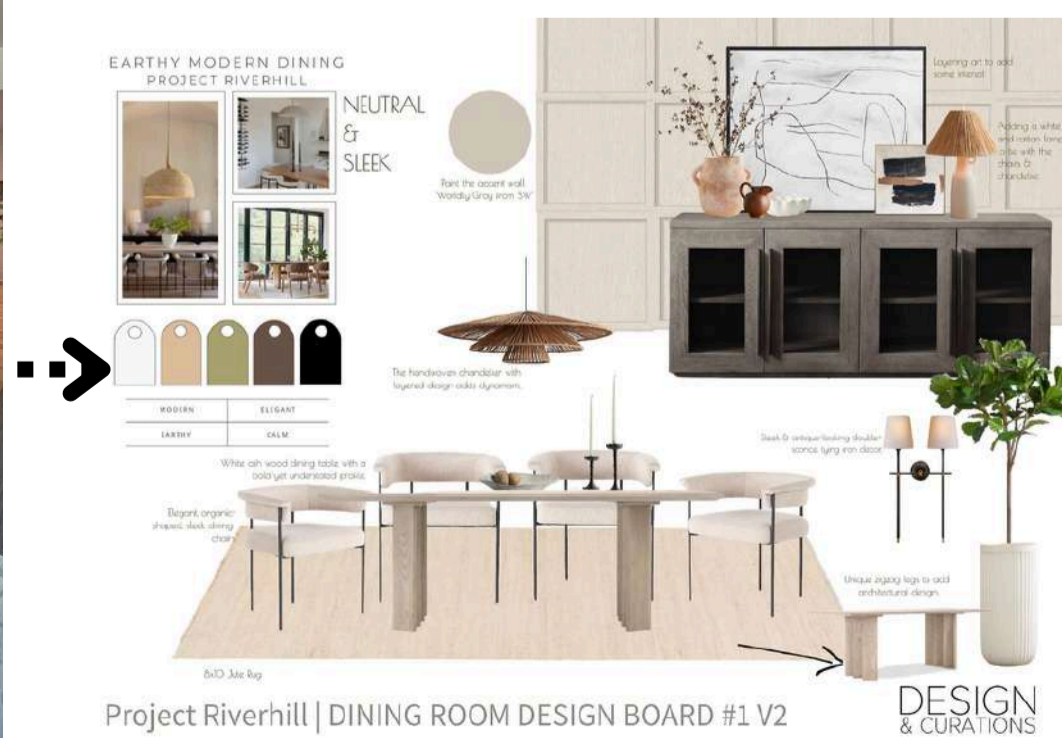 EARTHY MODERN DINING
PROJECT RIVERHILL
NEUTRAL
&
SLEEK
Paint the accent wall
'Worldly Gray from SW'
Layering art to add
some interest
Adding a white
and rattan lamp
to tie with the
chairs &
chandelier
The handwoven chandelier with
layered design adds dynamism.
MODERN
ELEGANT
EARTHY
CALM
White ash wood dining table with a
bold yet understated profile.
Elegant, organic-
shaped, sleek dining
chairs
Sleek & antique-looking double-
sconce tying iron decor
Unique zigzag legs to add
architectural design.
8x10 Jute Rug
Project Riverhill | DINING ROOM DESIGN BOARD #1 V2
DESIGN
& CURATIONS